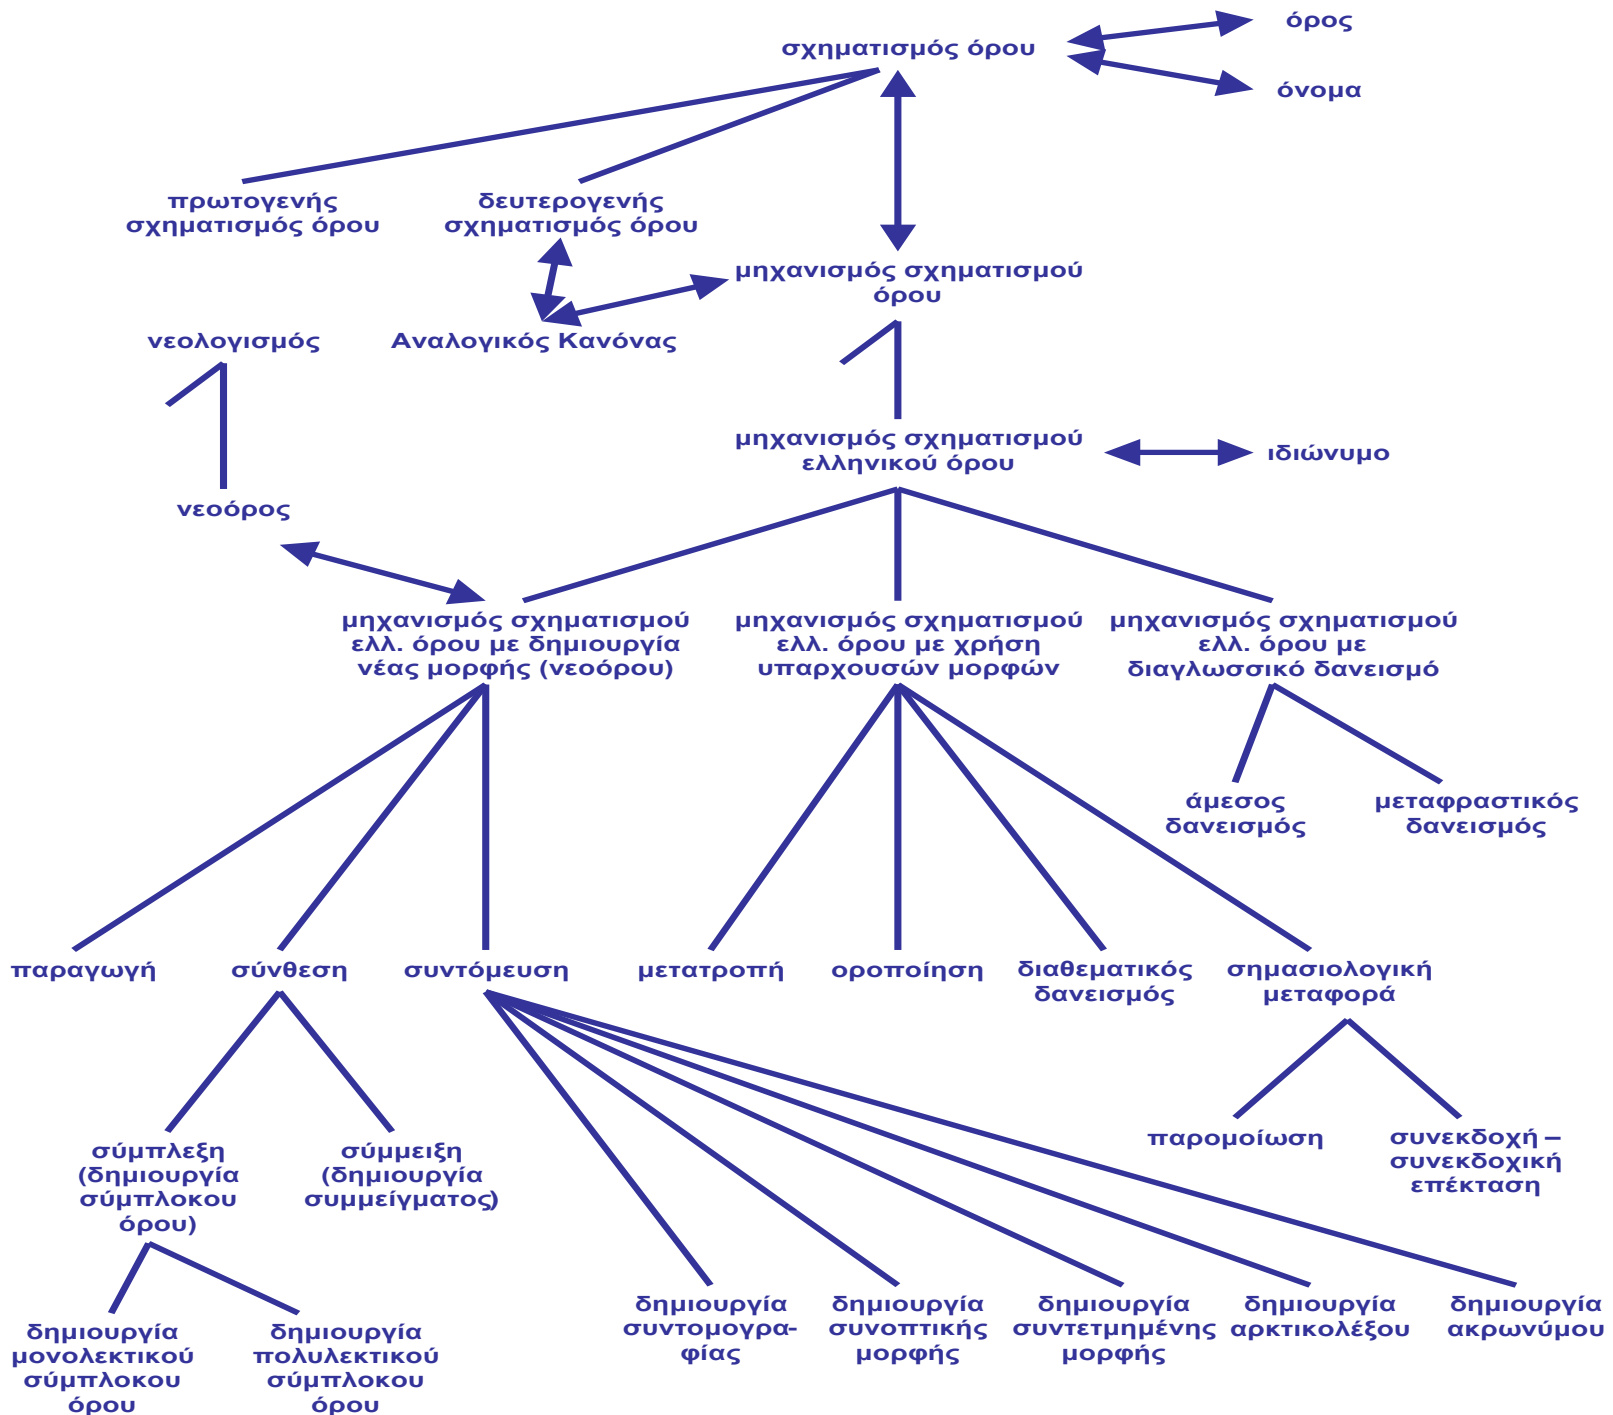 όρος
σχηματισμός όρου
όνομα
πρωτογενής
σχηματισμός όρου
δευτερογενής
σχηματισμός όρου
μηχανισμός σχηματισμού
όρου
νεολογισμός
Αναλογικός Κανόνας
μηχανισμός σχηματισμού
ελληνικού όρου
ιδιώνυμο
νεοόρος
μηχανισμός σχηματισμού
ελλ. όρου με δημιουργία
νέας μορφής (νεοόρου)
μηχανισμός σχηματισμού
ελλ. όρου με χρήση
υπαρχουσών μορφών
μηχανισμός σχηματισμού
ελλ. όρου με
διαγλωσσικό δανεισμό
άμεσος
δανεισμός
μεταφραστικός
δανεισμός
παραγωγή
σύνθεση
συντόμευση
μετατροπή
οροποίηση
διαθεματικός
δανεισμός
σημασιολογική
μεταφορά
σύμπλεξη
(δημιουργία
σύμπλοκου
όρου)
σύμμειξη
(δημιουργία
συμμείγματος)
παρομοίωση
συνεκδοχή –
συνεκδοχική
επέκταση
δημιουργία
μονολεκτικού
σύμπλοκου
όρου
δημιουργία
πολυλεκτικού
σύμπλοκου
όρου
δημιουργία
συντομογρα-
φίας
δημιουργία
συνοπτικής
μορφής
δημιουργία
συντετμημένης
μορφής
δημιουργία
αρκτικολέξου
δημιουργία
ακρωνύμου